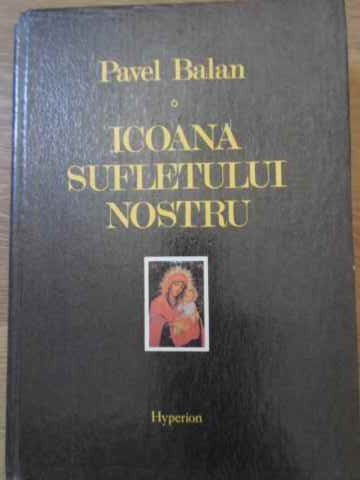 Pavel Balan
ICOANA
SUFLETULUI
NOSTRU
Hyperion